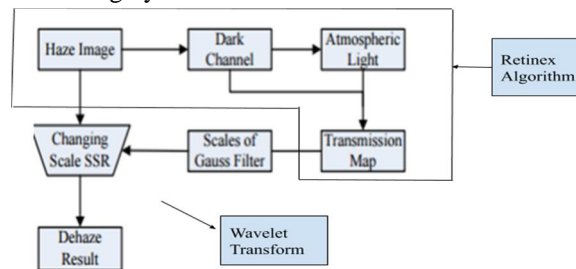 Haze Image
Dark
Channel
Atmospheric
Light
Retinex
Algorithm
Changing
Scale SSR
Scales of
Gauss Filter
Transmission
Map
Dehaze
Result
Wavelet
Transform